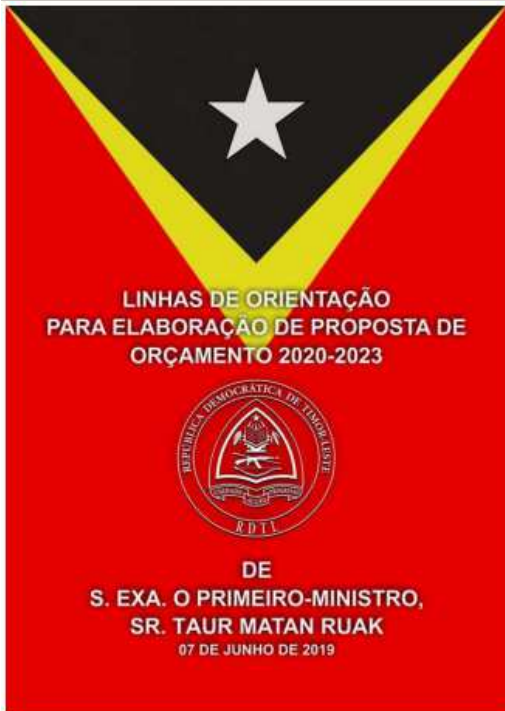 LINHAS DE ORIENTAÇÃO
PARA ELABORAÇÃO DE PROPOSTA DE
ORÇAMENTO 2020-2023
REPÚBLICA DEMOCRÁTICA DE TIMOR-LESTE
RDTL
DE
S. EXA. O PRIMEIRO-MINISTRO,
SR. TAUR MATAN RUAK
07 DE JUNHO DE 2019